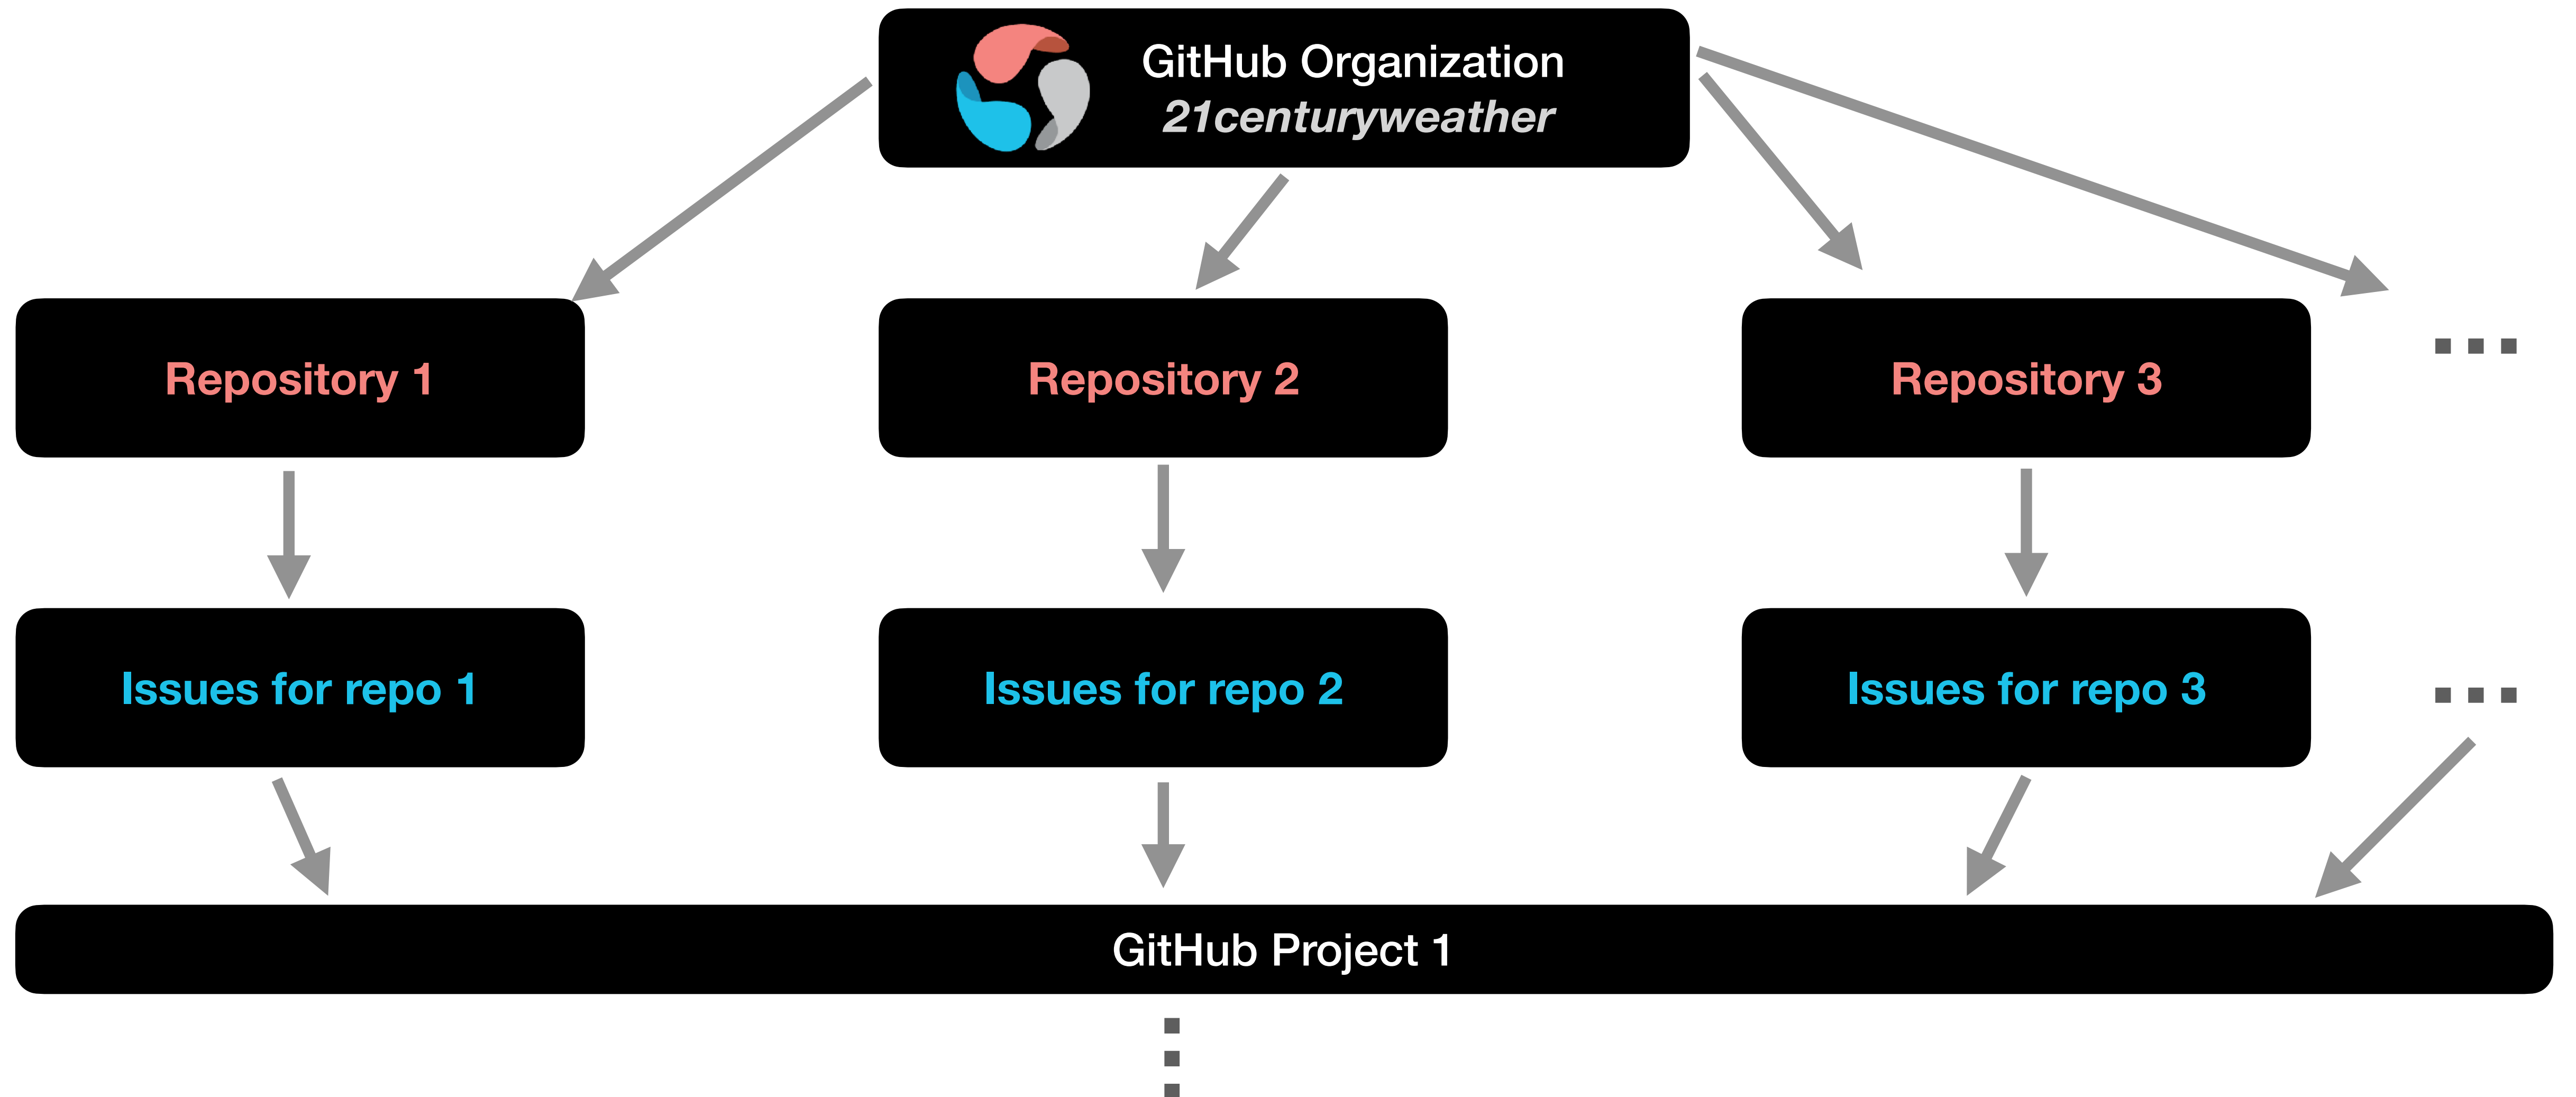 GitHub Organization
21centuryweather
Repository 1
Repository 2
Repository 3
...
Issues for repo 1
Issues for repo 2
Issues for repo 3
...
GitHub Project 1